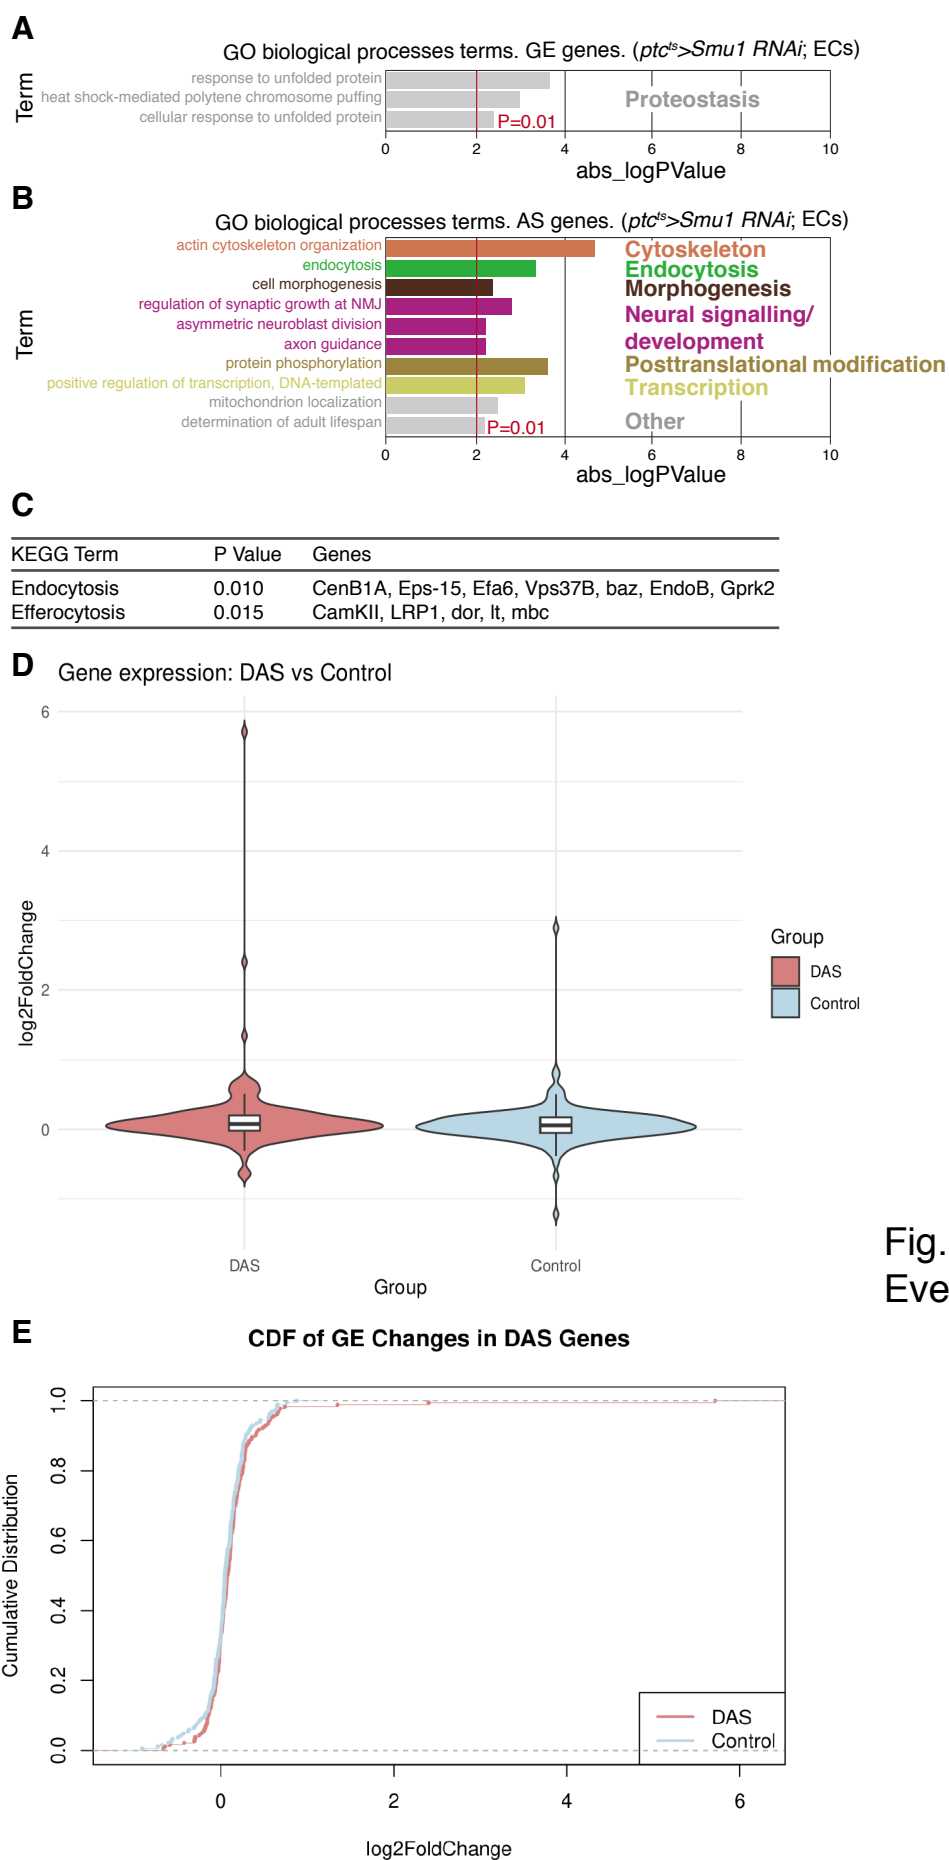 A
GO biological processes terms. GE genes. (ptcts>Smu1 RNAi; ECs)
Term
response to unfolded protein
heat shock-mediated polytene chromosome puffing
cellular response to unfolded protein
Proteostasis
P=0.01
0 2 4 6 8 10
abs_logPValue
B
GO biological processes terms. AS genes. (ptcts>Smu1 RNAi; ECs)
Term
actin cytoskeleton organization
endocytosis
cell morphogenesis
regulation of synaptic growth at NMJ
asymmetric neuroblast division
axon guidance
protein phosphorylation
positive regulation of transcription, DNA-templated
mitochondrion localization
determination of adult lifespan
Cytoskeleton
Endocytosis
Morphogenesis
Neural signalling/
development
Posttranslational modification
Transcription
Other
P=0.01
0 2 4 6 8 10
abs_logPValue
C
KEGG Term P Value Genes
Endocytosis 0.010 CenB1A, Eps-15, Efa6, Vps37B, baz, EndoB, Gprk2
Efferocytosis 0.015 CamKII, LRP1, dor, lt, mbc
D
Gene expression: DAS vs Control
log2FoldChange
6
4
2
0
DAS Control
Group
Group
DAS
Control
Fig.
Eve
E
CDF of GE Changes in DAS Genes
Cumulative Distribution
1.0
0.8
0.6
0.4
0.2
0.0
DAS
Control
0 2 4 6
log2FoldChange